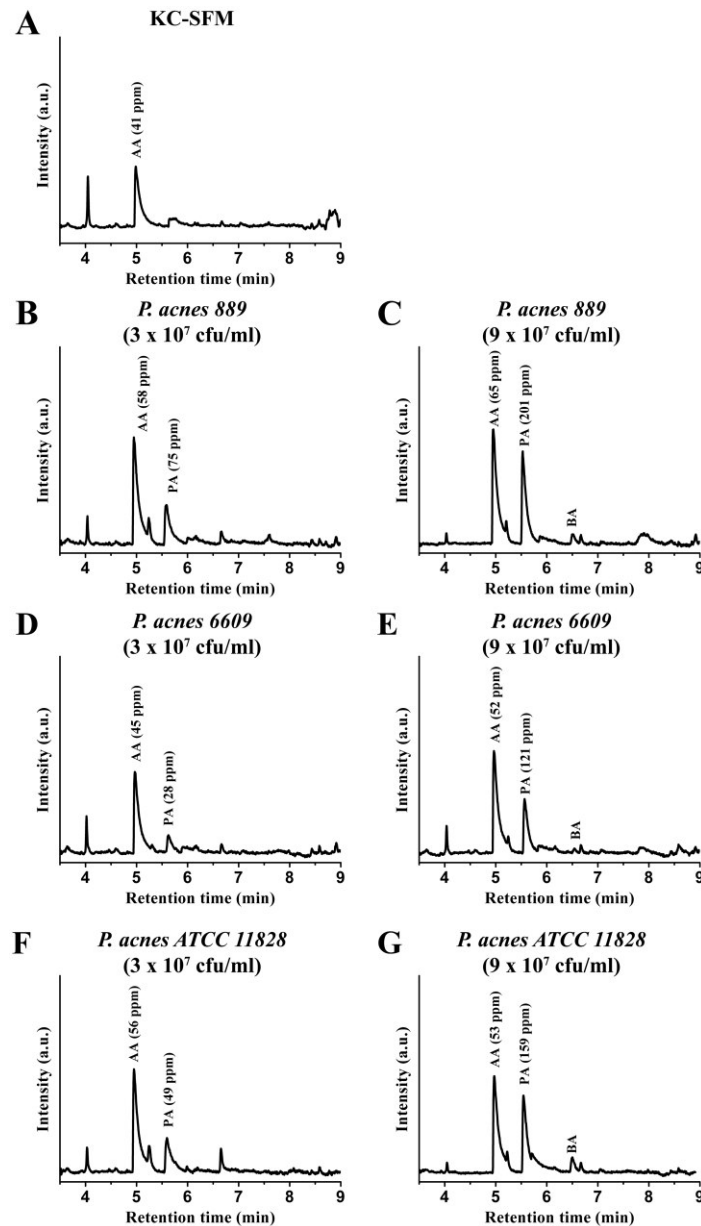 A
KC-SFM
Intensity (a.u.)
AA (41 ppm)
4 5 6 7 8 9
Retention time (min)
B
P. acnes 889
(3 x 10⁷ cfu/ml)
Intensity (a.u.)
AA (58 ppm)
PA (75 ppm)
4 5 6 7 8 9
Retention time (min)
C
P. acnes 889
(9 x 10⁷ cfu/ml)
Intensity (a.u.)
AA (65 ppm)
PA (201 ppm)
BA
4 5 6 7 8 9
Retention time (min)
D
P. acnes 6609
(3 x 10⁷ cfu/ml)
Intensity (a.u.)
AA (45 ppm)
PA (28 ppm)
4 5 6 7 8 9
Retention time (min)
E
P. acnes 6609
(9 x 10⁷ cfu/ml)
Intensity (a.u.)
AA (52 ppm)
PA (121 ppm)
BA
4 5 6 7 8 9
Retention time (min)
F
P. acnes ATCC 11828
(3 x 10⁷ cfu/ml)
Intensity (a.u.)
AA (56 ppm)
PA (49 ppm)
4 5 6 7 8 9
Retention time (min)
G
P. acnes ATCC 11828
(9 x 10⁷ cfu/ml)
Intensity (a.u.)
AA (53 ppm)
PA (159 ppm)
BA
4 5 6 7 8 9
Retention time (min)